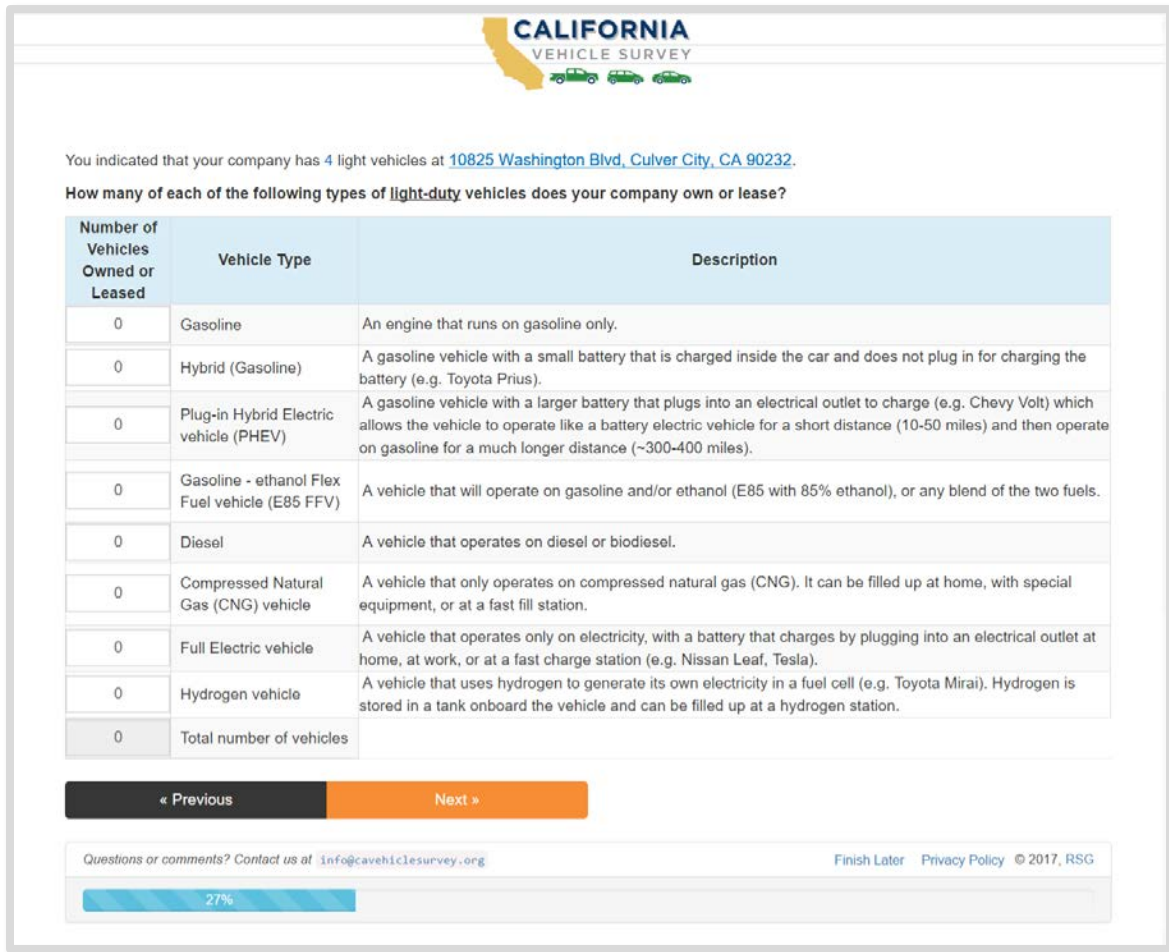 CALIFORNIA
VEHICLE SURVEY
You indicated that your company has 4 light vehicles at 10825 Washington Blvd, Culver City, CA 90232.
How many of each of the following types of light-duty vehicles does your company own or lease?
Number of
Vehicles
Owned or
Leased
Vehicle Type
Description
0
Gasoline
An engine that runs on gasoline only.
0
Hybrid (Gasoline)
A gasoline vehicle with a small battery that is charged inside the car and does not plug in for charging the
battery (e.g. Toyota Prius).
0
Plug-in Hybrid Electric
vehicle (PHEV)
A gasoline vehicle with a larger battery that plugs into an electrical outlet to charge (e.g. Chevy Volt) which
allows the vehicle to operate like a battery electric vehicle for a short distance (10-50 miles) and then operate
on gasoline for a much longer distance (~300-400 miles).
0
Gasoline - ethanol Flex
Fuel vehicle (E85 FFV)
A vehicle that will operate on gasoline and/or ethanol (E85 with 85% ethanol), or any blend of the two fuels.
0
Diesel
A vehicle that operates on diesel or biodiesel.
0
Compressed Natural
Gas (CNG) vehicle
A vehicle that only operates on compressed natural gas (CNG). It can be filled up at home, with special
equipment, or at a fast fill station.
0
Full Electric vehicle
A vehicle that operates only on electricity, with a battery that charges by plugging into an electrical outlet at
home, at work, or at a fast charge station (e.g. Nissan Leaf, Tesla).
0
Hydrogen vehicle
A vehicle that uses hydrogen to generate its own electricity in a fuel cell (e.g. Toyota Mirai). Hydrogen is
stored in a tank onboard the vehicle and can be filled up at a hydrogen station.
0
Total number of vehicles
« Previous
Next »
Questions or comments? Contact us at info@cavehiclesurvey.org
Finish Later Privacy Policy © 2017, RSG
27%